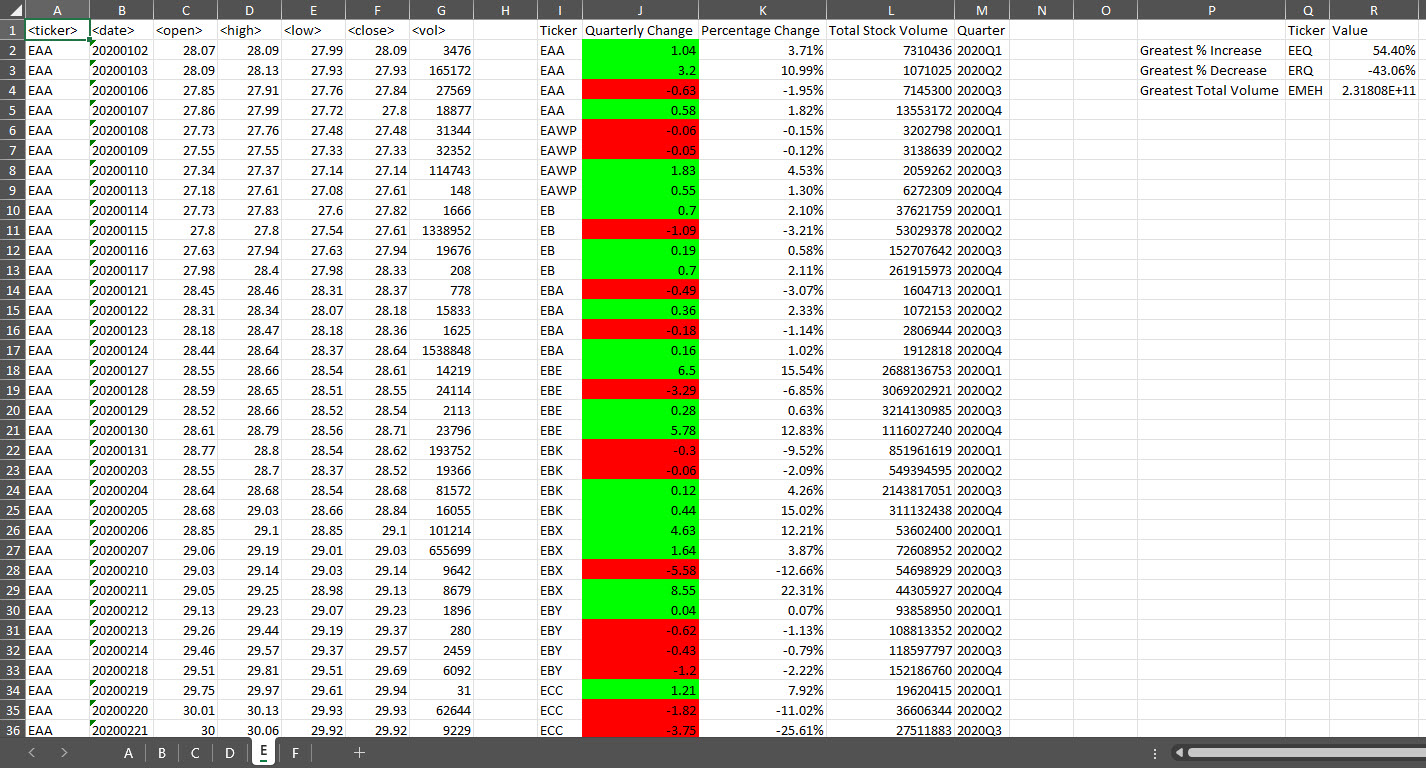 A B C D E F G H I J K L M N O P Q R
1 <ticker> <date> <open> <high> <low> <close> <vol> Ticker Quarterly Change Percentage Change Total Stock Volume Quarter Ticker Value
2 EAA 20200102 28.07 28.09 27.99 28.09 3476 EAA 1.04 3.71% 7310436 2020Q1 Greatest % Increase EEQ 54.40%
3 EAA 20200103 28.09 28.13 27.93 27.93 165172 EAA 3.2 10.99% 1071025 2020Q2 Greatest % Decrease ERQ -43.06%
4 EAA 20200106 27.85 27.91 27.76 27.84 27569 EAA -0.63 -1.95% 7145300 2020Q3 Greatest Total Volume EMEH 2.31808E+11
5 EAA 20200107 27.86 27.99 27.72 27.8 18877 EAA 0.58 1.82% 13553172 2020Q4
6 EAA 20200108 27.73 27.76 27.48 27.48 31344 EAWP -0.06 -0.15% 3202798 2020Q1
7 EAA 20200109 27.55 27.55 27.33 27.33 32352 EAWP -0.05 -0.12% 3138639 2020Q2
8 EAA 20200110 27.34 27.37 27.14 27.14 114743 EAWP 1.83 4.53% 2059262 2020Q3
9 EAA 20200113 27.18 27.61 27.08 27.61 148 EAWP 0.55 1.30% 6272309 2020Q4
10 EAA 20200114 27.73 27.83 27.6 27.82 1666 EB 0.7 2.10% 37621759 2020Q1
11 EAA 20200115 27.8 27.8 27.54 27.61 1338952 EB -1.09 -3.21% 53029378 2020Q2
12 EAA 20200116 27.63 27.94 27.63 27.94 19676 EB 0.19 0.58% 152707642 2020Q3
13 EAA 20200117 27.98 28.4 27.98 28.33 208 EB 0.7 2.11% 261915973 2020Q4
14 EAA 20200121 28.45 28.46 28.31 28.37 778 EBA -0.49 -3.07% 1604713 2020Q1
15 EAA 20200122 28.31 28.34 28.07 28.18 15833 EBA 0.36 2.33% 1072153 2020Q2
16 EAA 20200123 28.18 28.47 28.18 28.36 1625 EBA -0.18 -1.14% 2806944 2020Q3
17 EAA 20200124 28.44 28.64 28.37 28.64 1538848 EBA 0.16 1.02% 1912818 2020Q4
18 EAA 20200127 28.55 28.66 28.54 28.61 14219 EBE 6.5 15.54% 2688136753 2020Q1
19 EAA 20200128 28.59 28.65 28.51 28.55 24114 EBE -3.29 -6.85% 3069202921 2020Q2
20 EAA 20200129 28.52 28.66 28.52 28.54 2113 EBE 0.28 0.63% 3214130985 2020Q3
21 EAA 20200130 28.61 28.79 28.56 28.71 23796 EBE 5.78 12.83% 1116027240 2020Q4
22 EAA 20200131 28.77 28.8 28.54 28.62 193752 EBK -0.3 -9.52% 851961619 2020Q1
23 EAA 20200203 28.55 28.7 28.37 28.52 19366 EBK -0.06 -2.09% 549394595 2020Q2
24 EAA 20200204 28.64 28.68 28.54 28.68 81572 EBK 0.12 4.26% 2143817051 2020Q3
25 EAA 20200205 28.68 29.03 28.66 28.84 16055 EBK 0.44 15.02% 311132438 2020Q4
26 EAA 20200206 28.85 29.1 28.85 29.1 101214 EBX 4.63 12.21% 53602400 2020Q1
27 EAA 20200207 29.06 29.19 29.01 29.03 655699 EBX 1.64 3.87% 72608952 2020Q2
28 EAA 20200210 29.03 29.14 29.03 29.14 9642 EBX -5.58 -12.66% 54698929 2020Q3
29 EAA 20200211 29.05 29.25 28.98 29.13 8679 EBX 8.55 22.31% 44305927 2020Q4
30 EAA 20200212 29.13 29.23 29.07 29.23 1896 EBY 0.04 0.07% 93858950 2020Q1
31 EAA 20200213 29.26 29.44 29.19 29.37 280 EBY -0.62 -1.13% 108813352 2020Q2
32 EAA 20200214 29.46 29.57 29.37 29.57 2459 EBY -0.43 -0.79% 118597797 2020Q3
33 EAA 20200218 29.51 29.81 29.51 29.69 6092 EBY -1.2 -2.22% 152186760 2020Q4
34 EAA 20200219 29.75 29.97 29.61 29.94 31 ECC 1.21 7.92% 19620415 2020Q1
35 EAA 20200220 30.01 30.13 29.93 29.93 62644 ECC -1.82 -11.02% 36606344 2020Q2
36 EAA 20200221 30 30.06 29.92 29.92 9229 ECC -3.75 -25.61% 27511883 2020Q3
A B C D E F